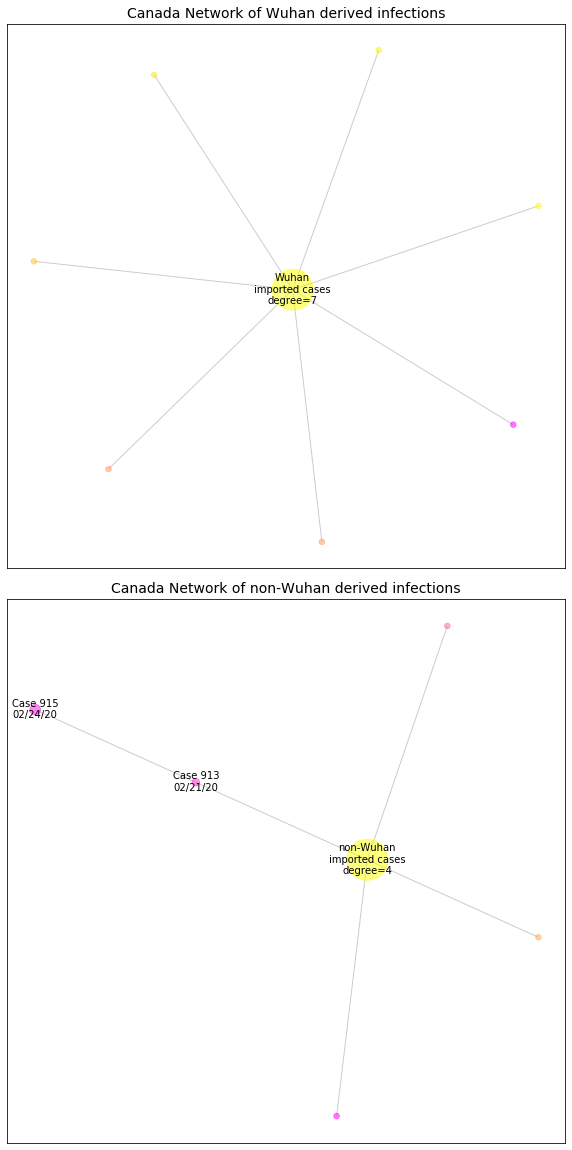 Canada Network of Wuhan derived infections
Wuhan
imported cases
degree=7
Canada Network of non-Wuhan derived infections
Case 915
02/24/20
Case 913
02/21/20
non-Wuhan
imported cases
degree=4